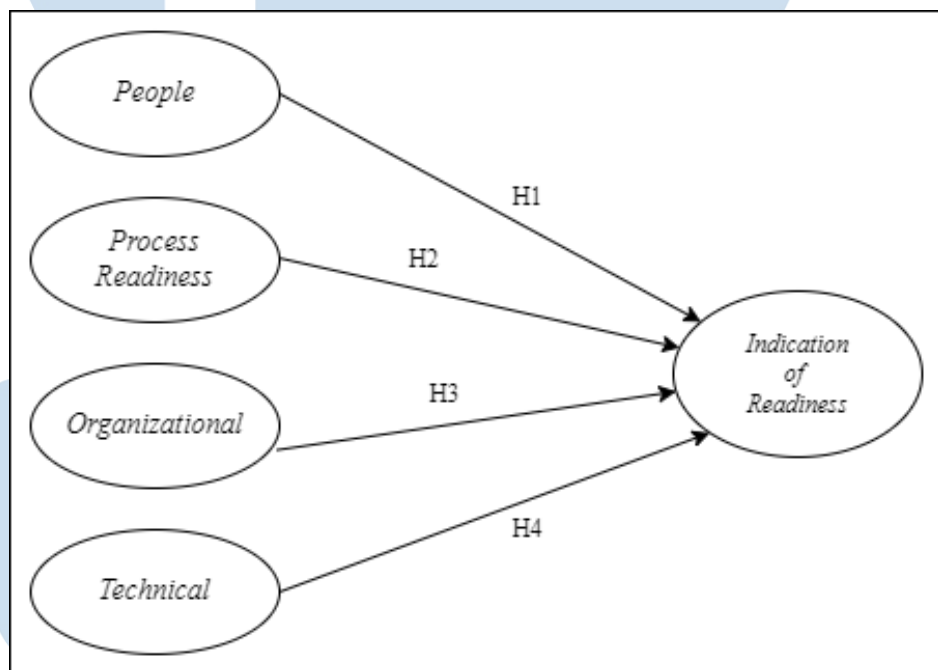 People
H1
Process
Readiness
H2
Indication
of
Readiness
Organizational
H3
H4
Technical